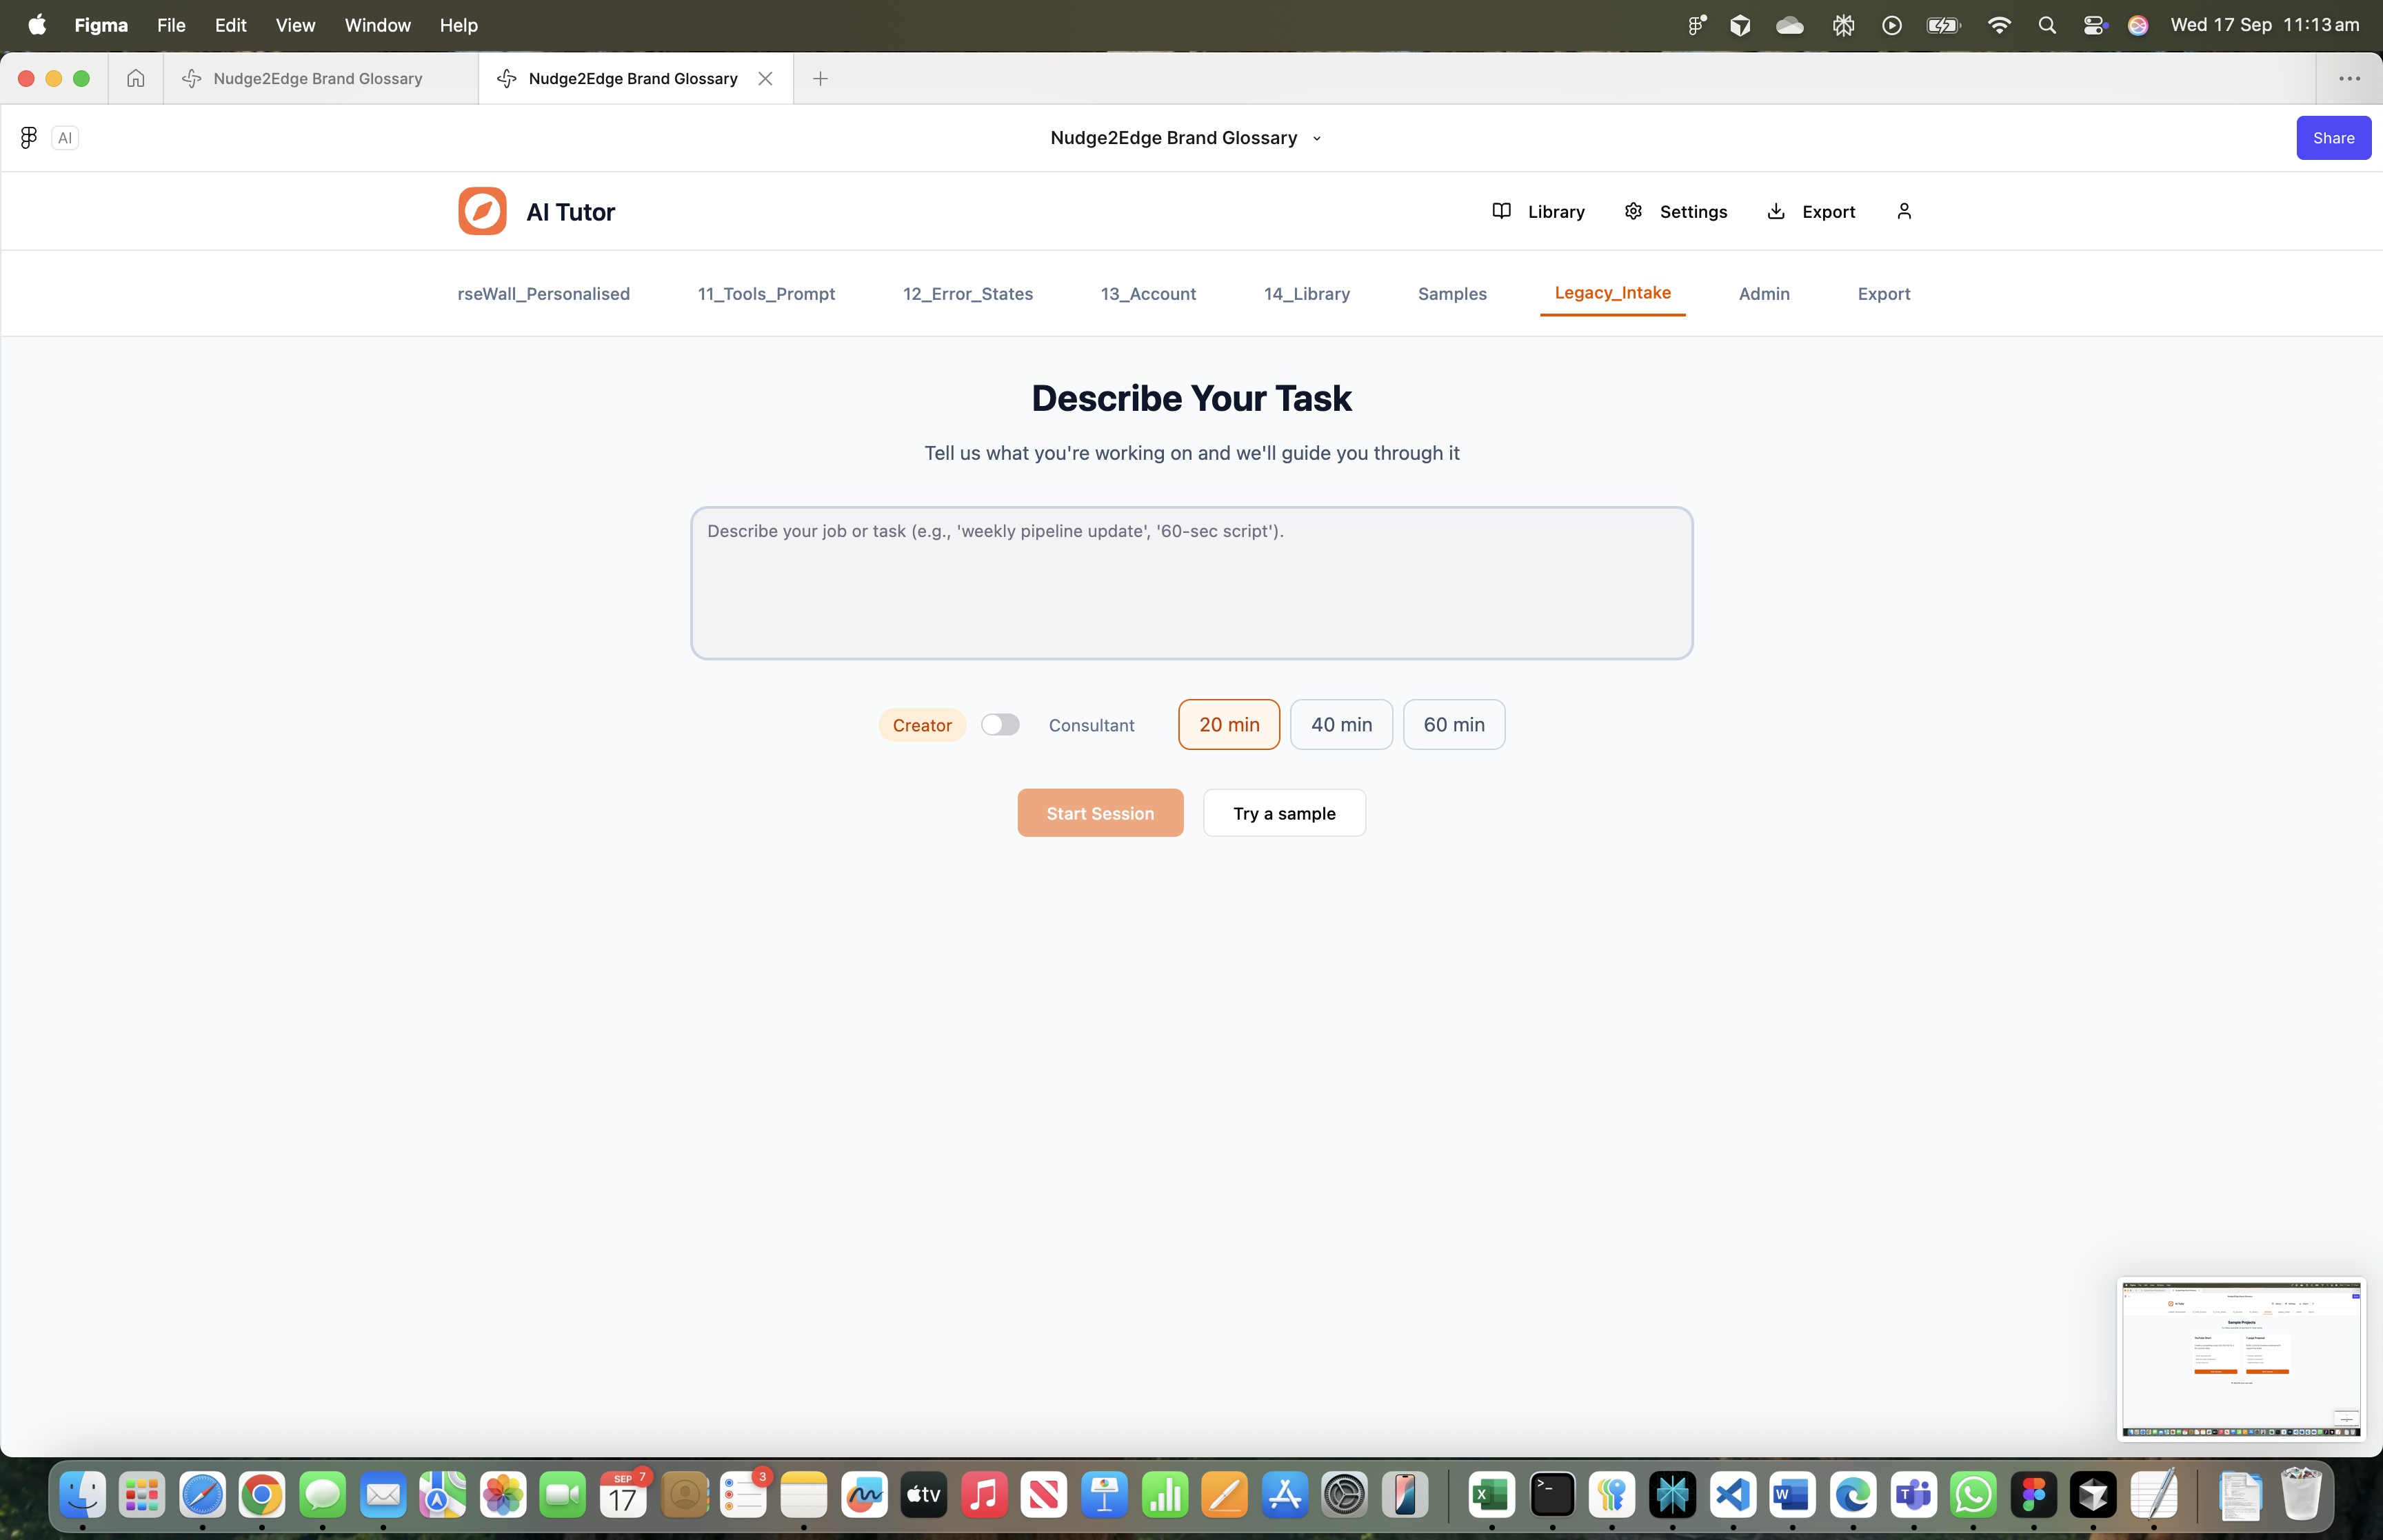 Figma File Edit View Window Help Wed 17 Sep 11:13 am
Nudge2Edge Brand Glossary Nudge2Edge Brand Glossary
AI Nudge2Edge Brand Glossary Share
AI Tutor Library Settings Export
rseWall_Personalised 11_Tools_Prompt 12_Error_States 13_Account 14_Library Samples Legacy_Intake Admin Export
Describe Your Task
Tell us what you're working on and we'll guide you through it
Describe your job or task (e.g., 'weekly pipeline update', '60-sec script').
Creator Consultant 20 min 40 min 60 min
Start Session Try a sample
Sample Projects
SEP 7 3
17 tv